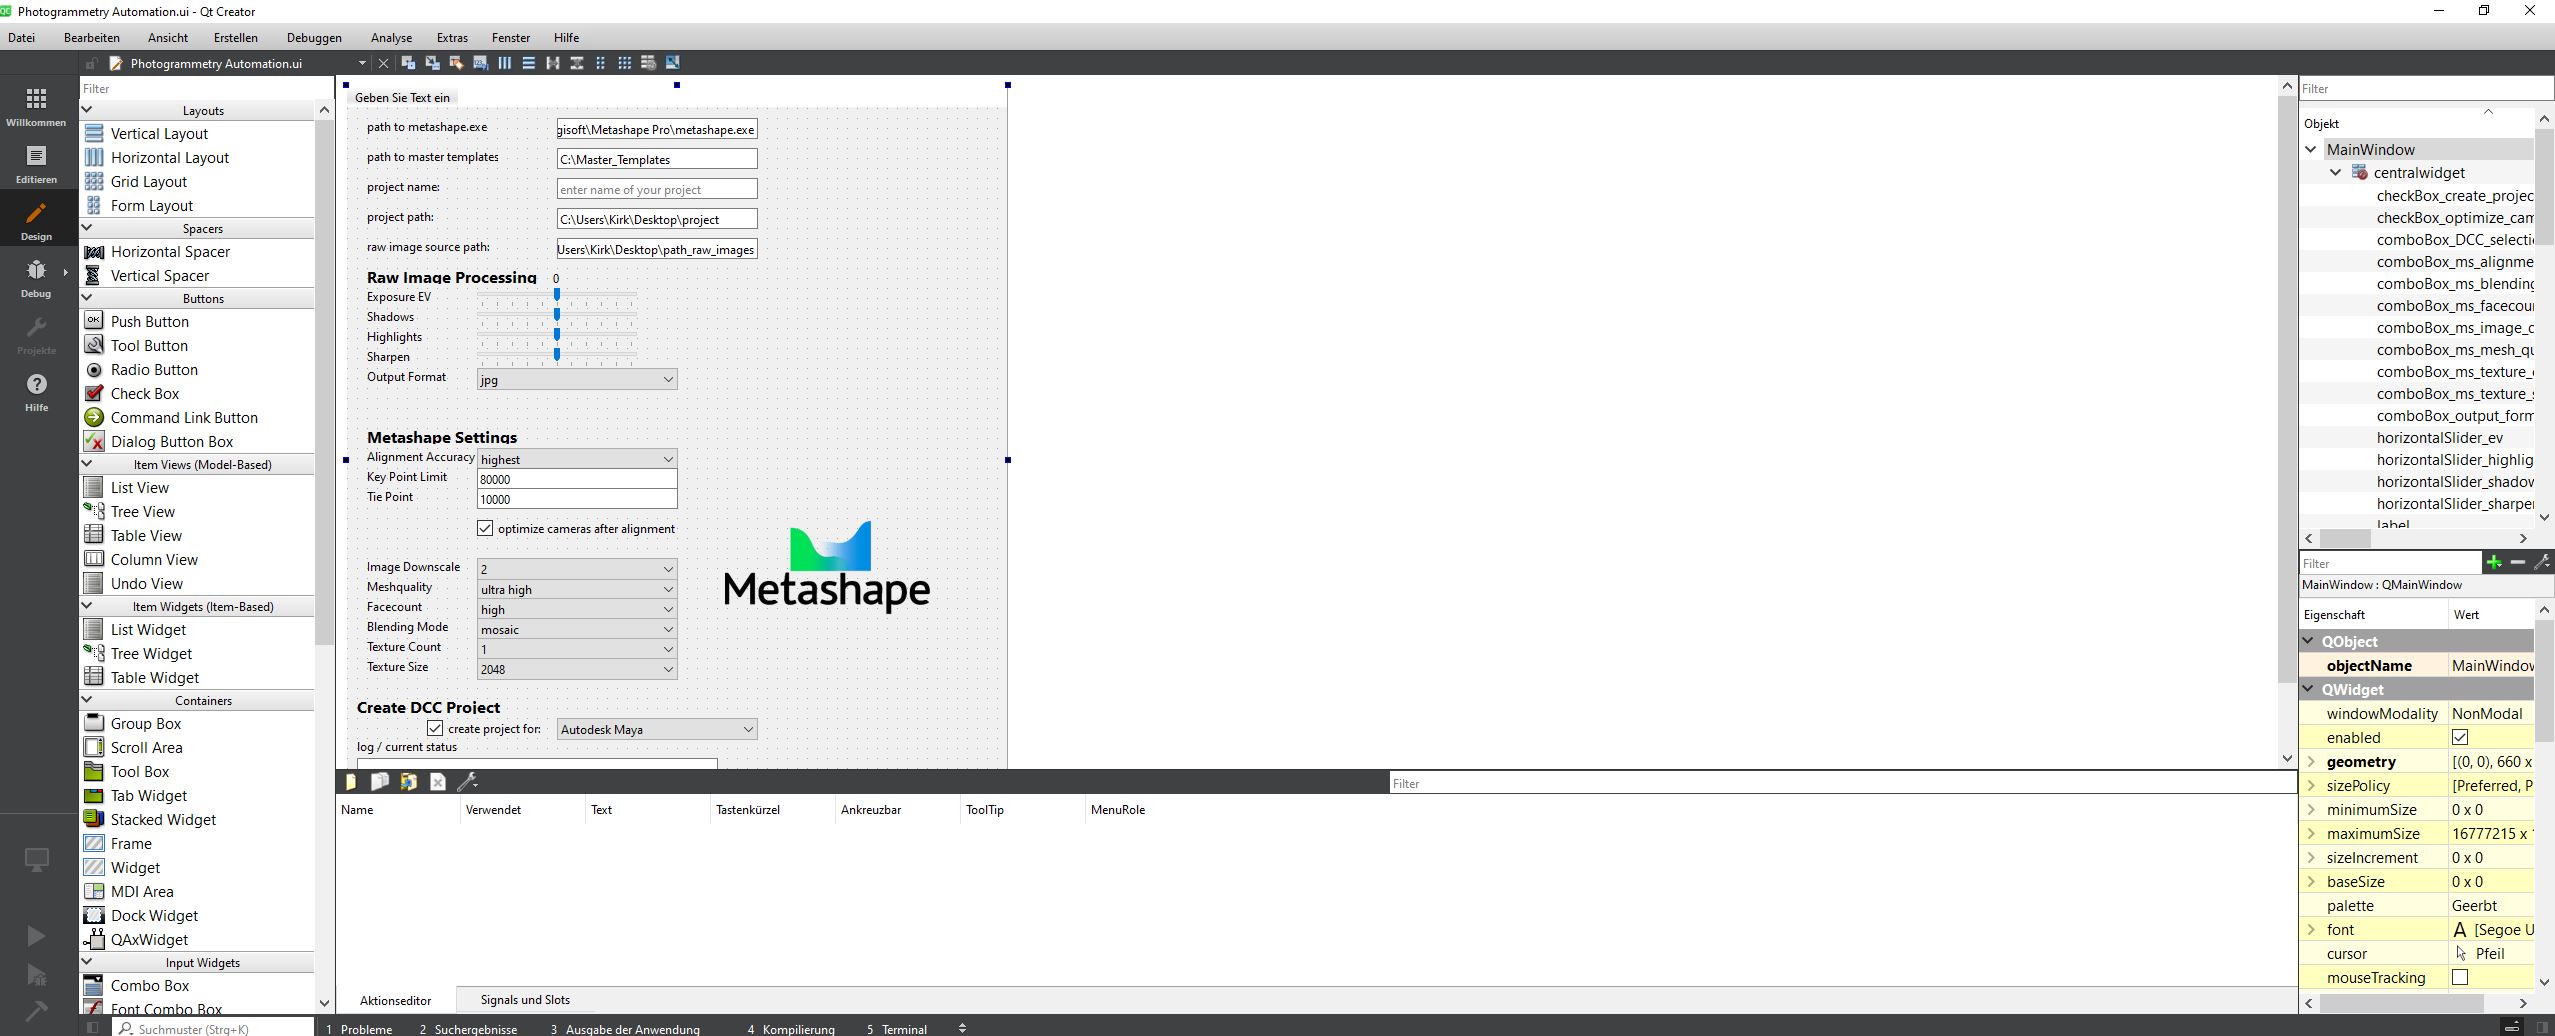 Photogrammetry Automation.ui - Qt Creator
Datei Bearbeiten Ansicht Erstellen Debuggen Analyse Extras Fenster Hilfe
Photogrammetry Automation.ui
Willkommen
Editieren
Design
Debug
Projekte
Hilfe
Filter
Layouts
Vertical Layout
Horizontal Layout
Grid Layout
Form Layout
Spacers
Horizontal Spacer
Vertical Spacer
Buttons
OK Push Button
Tool Button
Radio Button
Check Box
Command Link Button
Dialog Button Box
Item Views (Model-Based)
List View
Tree View
Table View
Column View
Undo View
Item Widgets (Item-Based)
List Widget
Tree Widget
Table Widget
Containers
Group Box
Scroll Area
Tool Box
Tab Widget
Stacked Widget
Frame
Widget
MDI Area
Dock Widget
QAxWidget
Input Widgets
Combo Box
Font Combo Box
Geben Sie Text ein
path to metashape.exe gisoft\Metashape Pro\metashape.exe
path to master templates C:\Master_Templates
project name: enter name of your project
project path: C:\Users\Kirk\Desktop\project
raw image source path: Users\Kirk\Desktop\path_raw_images
Raw Image Processing 0
Exposure EV
Shadows
Highlights
Sharpen
Output Format jpg
Metashape Settings
Alignment Accuracy highest
Key Point Limit 80000
Tie Point 10000
optimize cameras after alignment
Image Downscale 2
Meshquality ultra high
Facecount high
Blending Mode mosaic
Texture Count 1
Texture Size 2048
Metashape
Create DCC Project
create project for: Autodesk Maya
log / current status
Filter
Name Verwendet Text Tastenkürzel Ankreuzbar ToolTip MenuRole
Aktionseditor Signals und Slots
Filter
Objekt
MainWindow
centralwidget
checkBox_create_projec
checkBox_optimize_cam
comboBox_DCC_selecti
comboBox_ms_alignme
comboBox_ms_blending
comboBox_ms_facecou
comboBox_ms_image_d
comboBox_ms_mesh_qu
comboBox_ms_texture_
comboBox_ms_texture_s
comboBox_output_form
horizontalSlider_ev
horizontalSlider_highlig
horizontalSlider_shadow
horizontalSlider_sharpen
label
Filter
MainWindow : QMainWindow
Eigenschaft Wert
QObject
objectName MainWindow
QWidget
windowModality NonModal
enabled
geometry [(0, 0), 660 x
sizePolicy [Preferred, P
minimumSize 0 x 0
maximumSize 16777215 x
sizeIncrement 0 x 0
baseSize 0 x 0
palette Geerbt
font A [Segoe U
cursor Pfeil
mouseTracking
Suchmuster (Strg+K) 1 Probleme 2 Suchergebnisse 3 Ausgabe der Anwendung 4 Kompilierung 5 Terminal